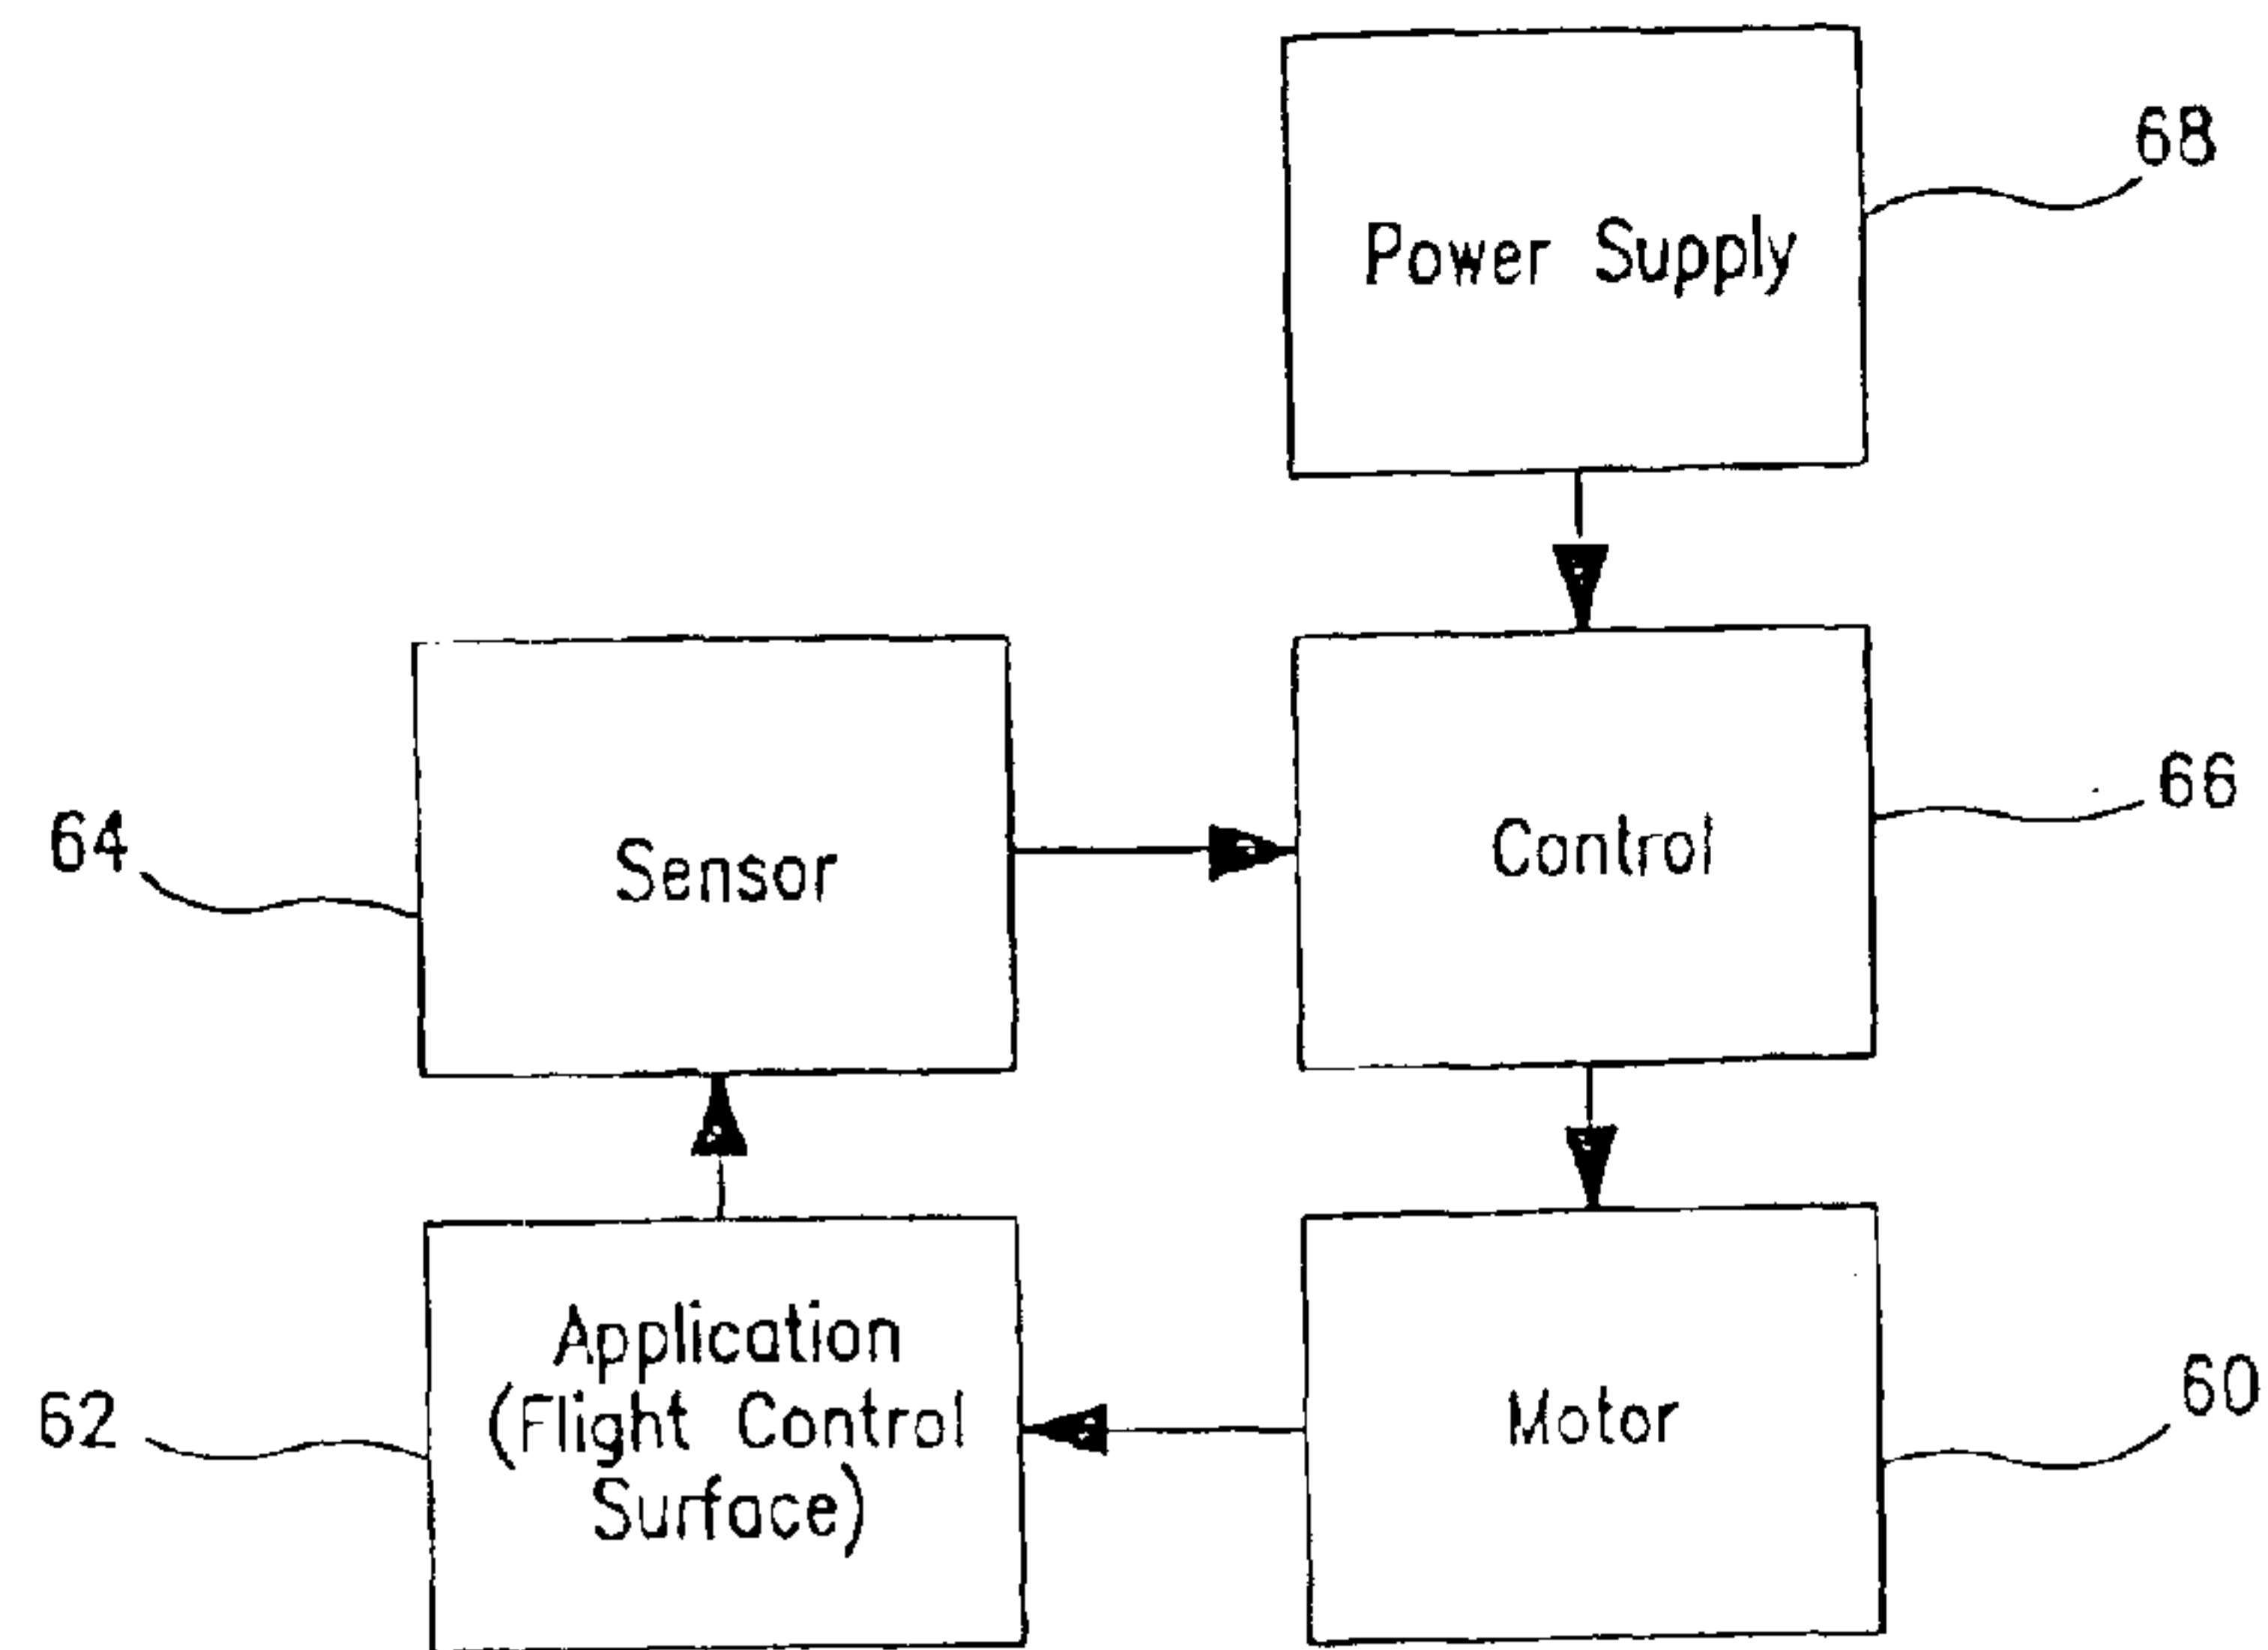 68
Power Supply
64
Sensor
Control
66
62
Application
(Flight Control
Surface)
Motor
60